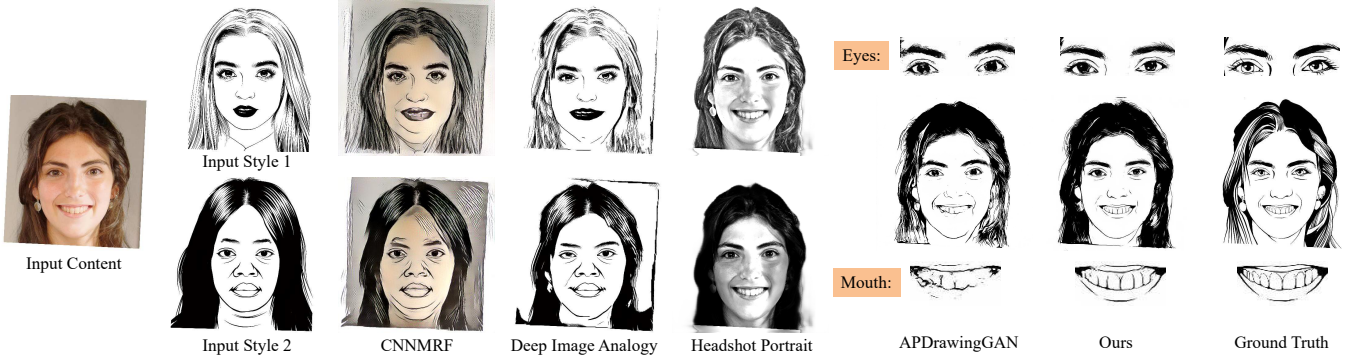 Eyes:
Input Style 1
Input Content
Mouth:
Input Style 2
CNNMRF
Deep Image Analogy
Headshot Portrait
APDrawingGAN
Ours
Ground Truth